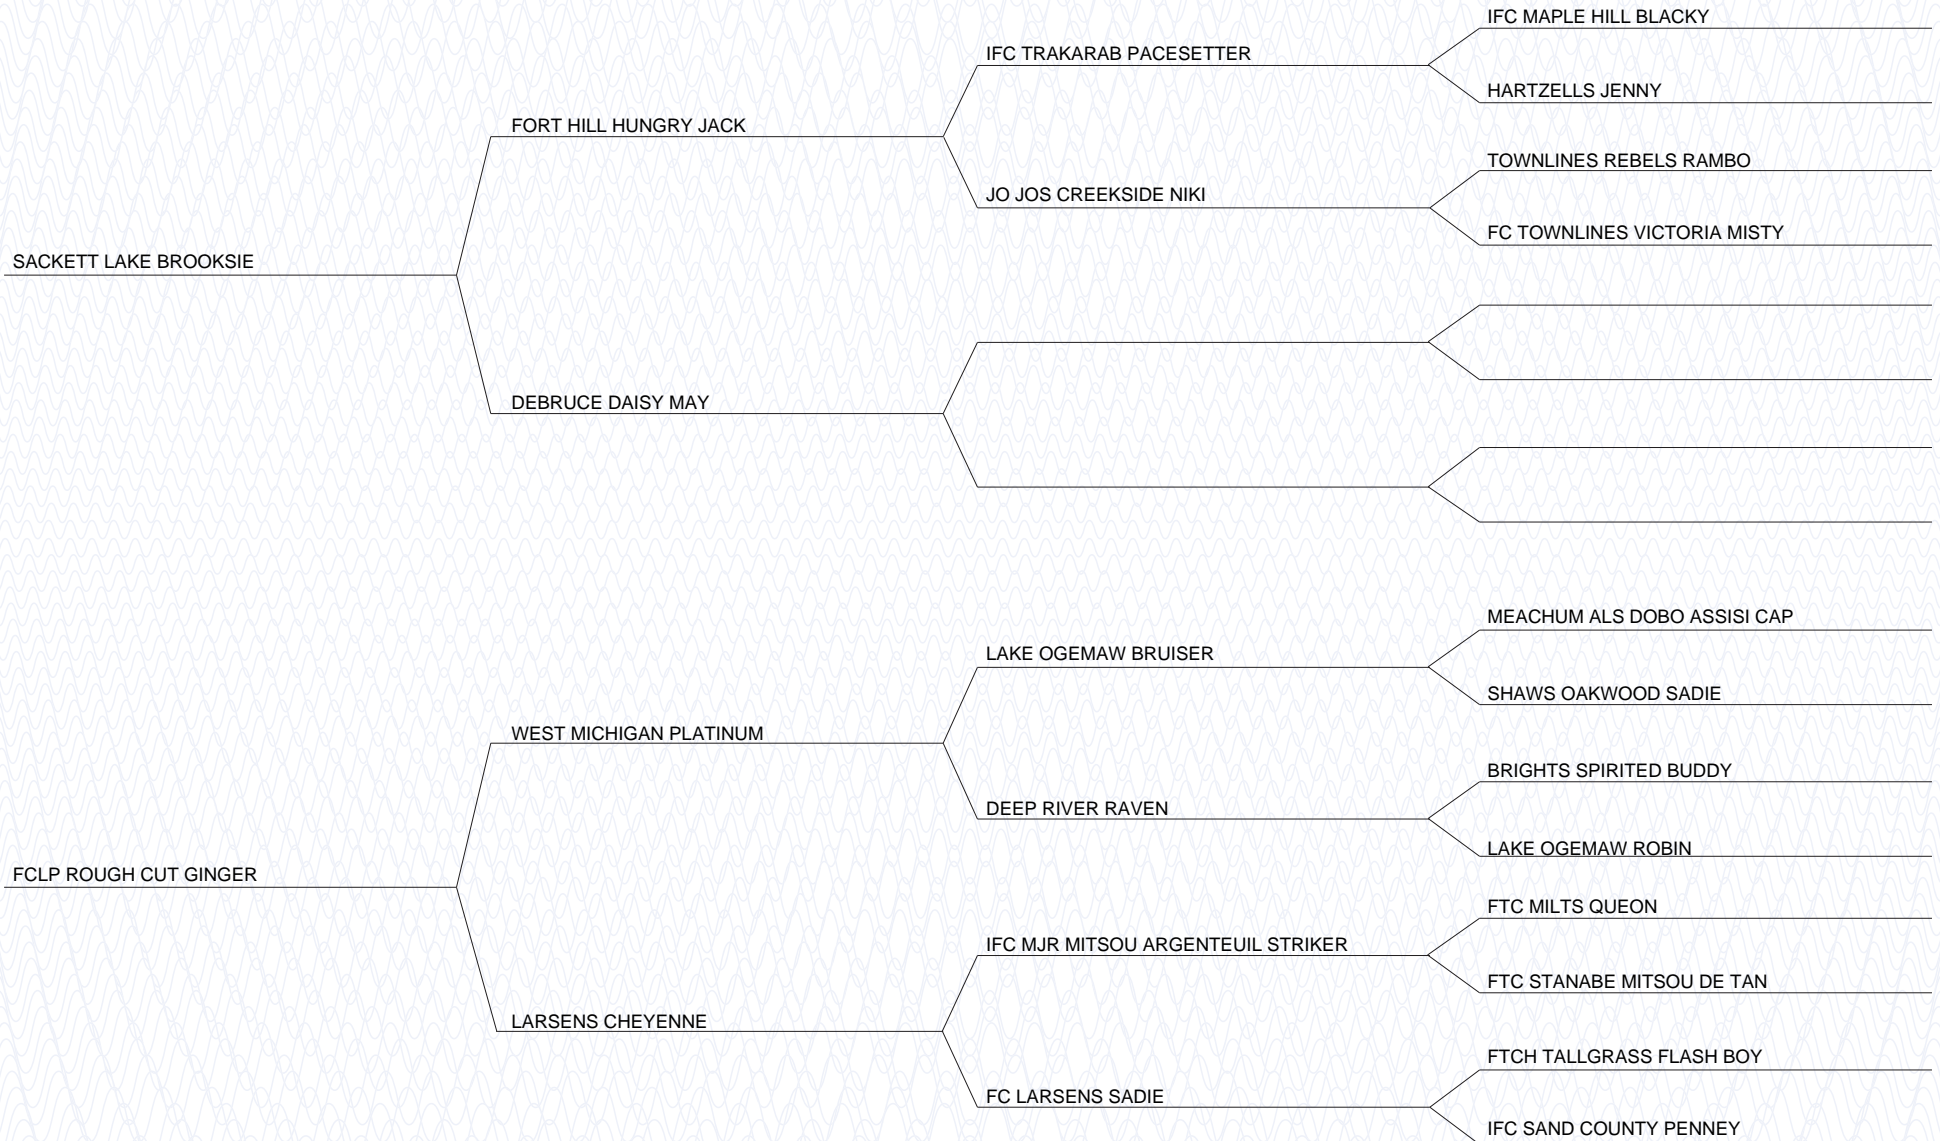 IFC MAPLE HILL BLACKY
IFC TRAKARAB PACESETTER
HARTZELLS JENNY
FORT HILL HUNGRY JACK
TOWNLINES REBELS RAMBO
JO JOS CREEKSIDE NIKI
FC TOWNLINES VICTORIA MISTY
SACKETT LAKE BROOKSIE
DEBRUCE DAISY MAY
MEACHUM ALS DOBO ASSISI CAP
LAKE OGEMAW BRUISER
SHAWS OAKWOOD SADIE
WEST MICHIGAN PLATINUM
BRIGHTS SPIRITED BUDDY
DEEP RIVER RAVEN
LAKE OGEMAW ROBIN
FCLP ROUGH CUT GINGER
FTC MILTS QUEON
IFC MJR MITSOU ARGENTEUIL STRIKER
FTC STANABE MITSOU DE TAN
LARSENS CHEYENNE
FTCH TALLGRASS FLASH BOY
FC LARSENS SADIE
IFC SAND COUNTY PENNEY